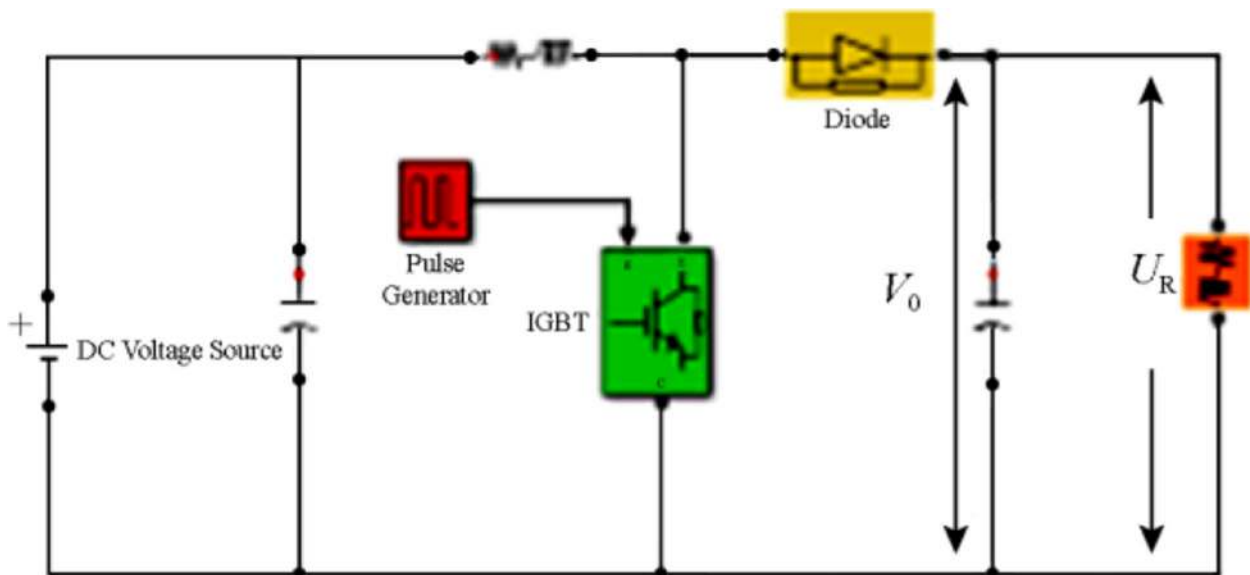 Diode
Pulse
Generator
IGBT
+
DC Voltage Source
V0
UR